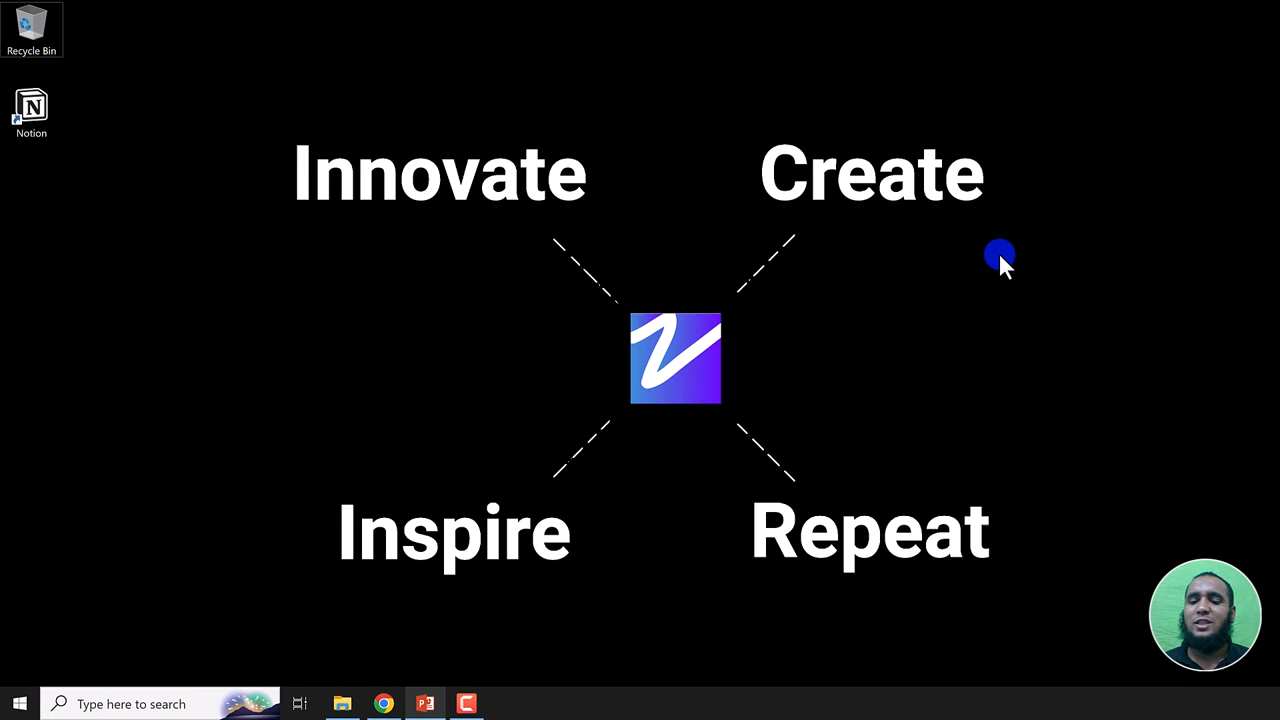 Recycle Bin
Notion
Innovate
Create
Inspire
Repeat
Type here to search